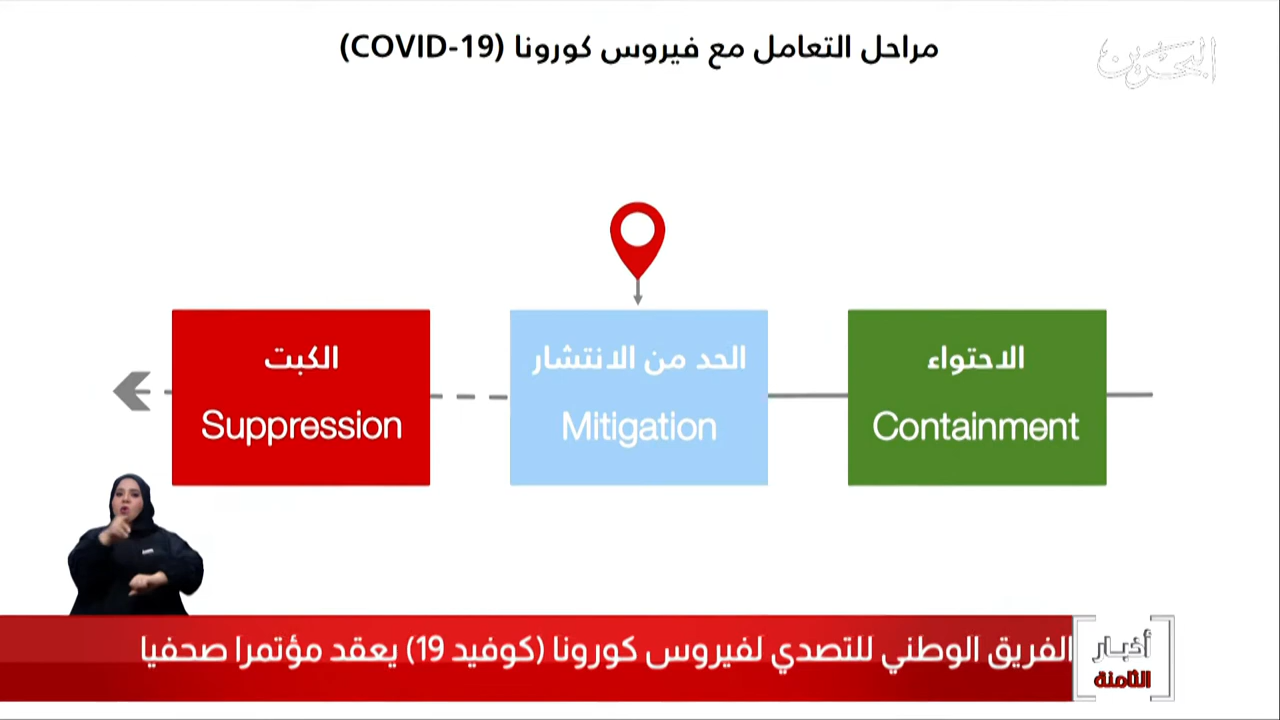 مراحل التعامل مع فيروس كورونا (COVID-19)
البحرين
الاحتواء
Containment
الحد من الانتشار
Mitigation
الكبت
Suppression
أخبار
الثامنة
الفريق الوطني للتصدي لفيروس كورونا (كوفيد 19) يعقد مؤتمرا صحفيا